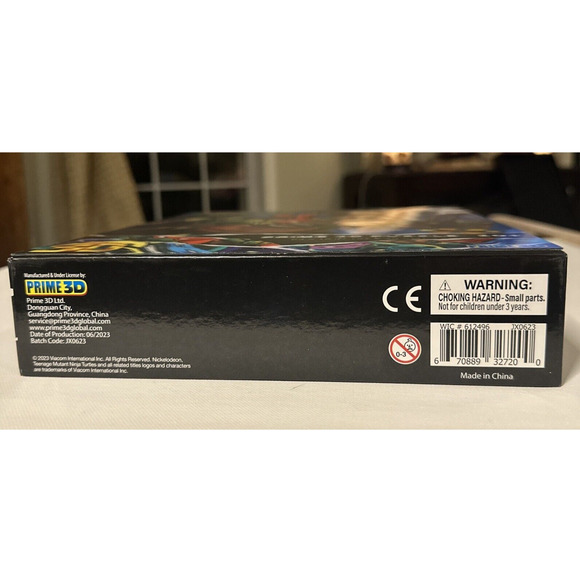 Manufactured & Under License by:
PRIME 3D
Prime 3D Ltd.
Dongguan City,
Guangdong Province, China
service@prime3dglobal.com
www.prime3dglobal.com
Date of Production: 06/2023
Batch Code: JX0623
© 2023 Viacom International Inc. All Rights Reserved. Nickelodeon,
Teenage Mutant Ninja Turtles and all related titles logos and characters
are trademarks of Viacom International Inc.
CE
0-3
WARNING:
CHOKING HAZARD - Small parts.
Not for children under 3 years.
WIC # 612496 JX0623
6 70889 32720 0
Made in China